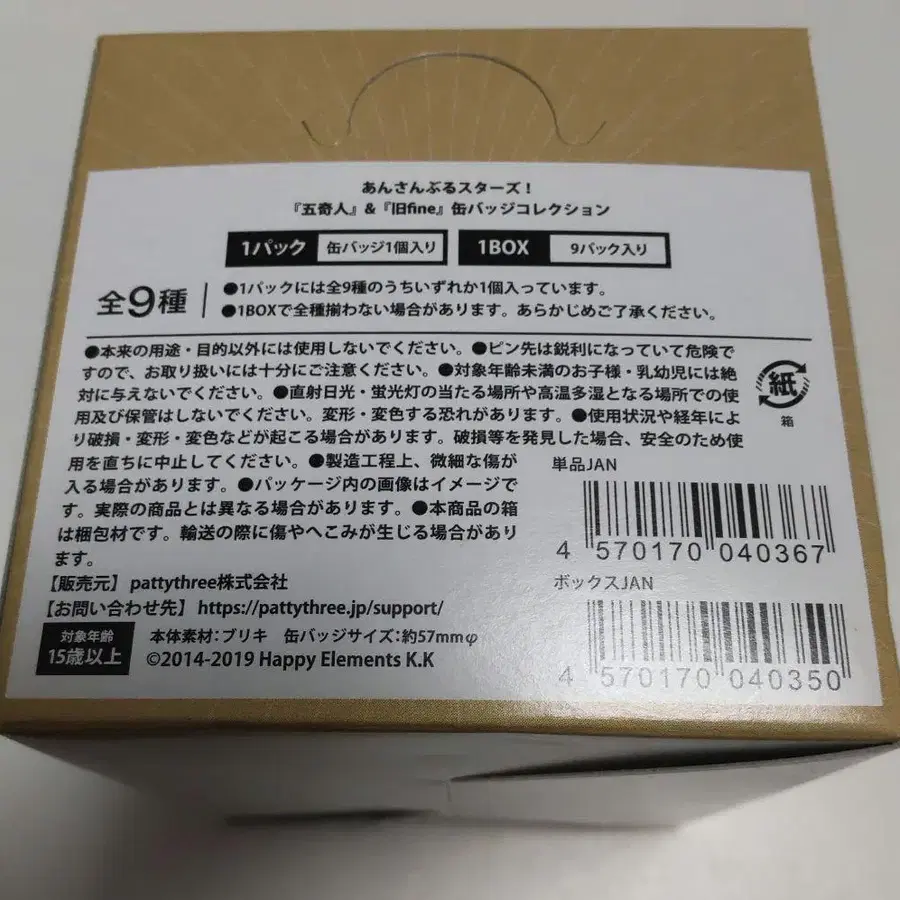 あんさんぶるスターズ！
『五奇人』&『旧fine』缶バッジコレクション
1パック 缶バッジ1個入り 1BOX 9パック入り
全9種
●1パックには全9種のうちいずれか1個入っています。
●1BOXで全種揃わない場合があります。あらかじめご了承ください。
●本来の用途・目的以外には使用しないでください。●ピン先は鋭利になっていて危険で
すので、お取り扱いには十分にご注意ください。●対象年齢未満のお子様・乳幼児には絶
対に与えないでください。●直射日光・蛍光灯の当たる場所や高温多湿となる場所での使
用及び保管はしないでください。変形・変色する恐れがあります。●使用状況や経年によ
り破損・変形・変色などが起こる場合があります。破損等を発見した場合、安全のため使
用を直ちに中止してください。●製造工程上、微細な傷が
入る場合があります。●パッケージ内の画像はイメージで
す。実際の商品とは異なる場合があります。●本商品の箱
は梱包材です。輸送の際に傷やへこみが生じる場合があり
ます。
【販売元】 pattythree株式会社
【お問い合わせ先】 https://pattythree.jp/support/
対象年齢
15歳以上
本体素材：ブリキ 缶バッジサイズ：約57mmφ
©2014-2019 Happy Elements K.K
紙
箱
単品JAN
4 570170 040367
ボックスJAN
4 570170 040350